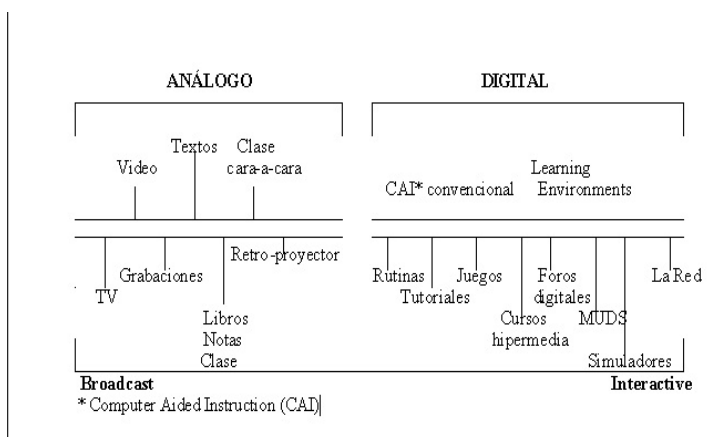 ANÁLOGO
DIGITAL
Textos
Clase
Video
cara-a-cara
Learning
CAI* convencional
Environments
Retro-proyector
Grabaciones
TV
Rutinas
Juegos
Foros
La Red
Tutoriales
digitales
Libros
Cursos
MUDS
Notas
hipermedia
Clase
Simuladores
Broadcast
Interactive
* Computer Aided Instruction (CAI)